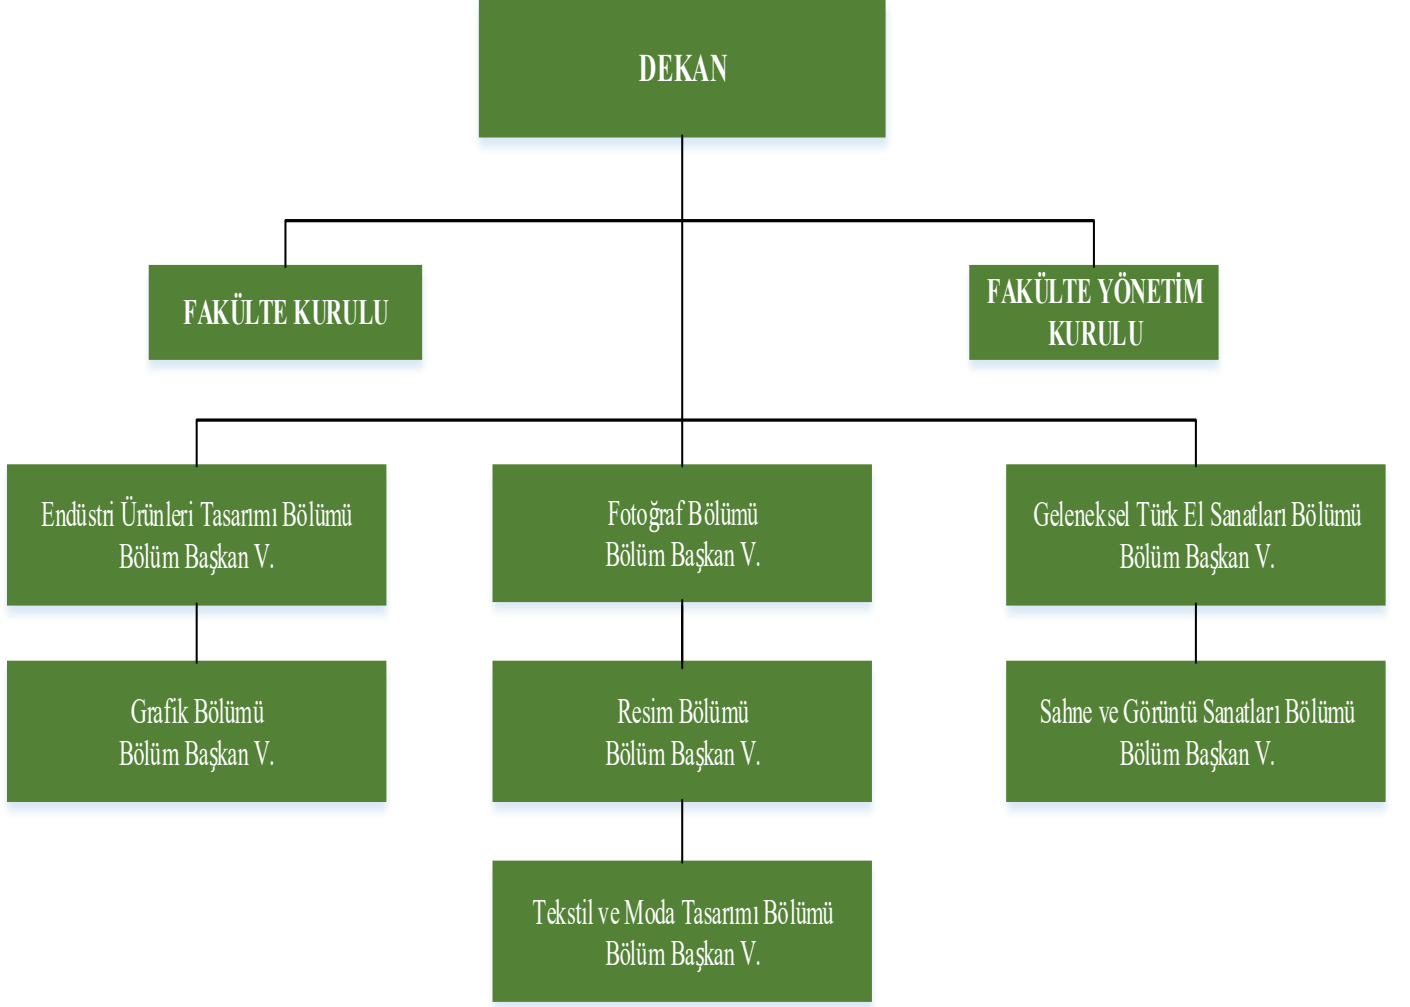 DEKAN
FAKÜLTE KURULU
FAKÜLTE YÖNETİM
KURULU
Endüstri Ürünleri Tasarımı Bölümü
Bölüm Başkan V.
Fotoğraf Bölümü
Bölüm Başkan V.
Geleneksel Türk El Sanatları Bölümü
Bölüm Başkan V.
Grafik Bölümü
Bölüm Başkan V.
Resim Bölümü
Bölüm Başkan V.
Sahne ve Görüntü Sanatları Bölümü
Bölüm Başkan V.
Tekstil ve Moda Tasarımı Bölümü
Bölüm Başkan V.